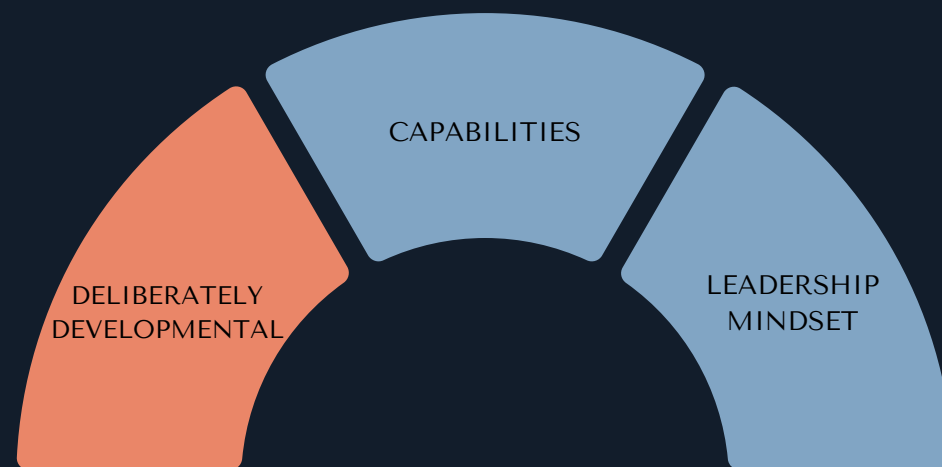 DELIBERATELY
DEVELOPMENTAL
CAPABILITIES
LEADERSHIP
MINDSET